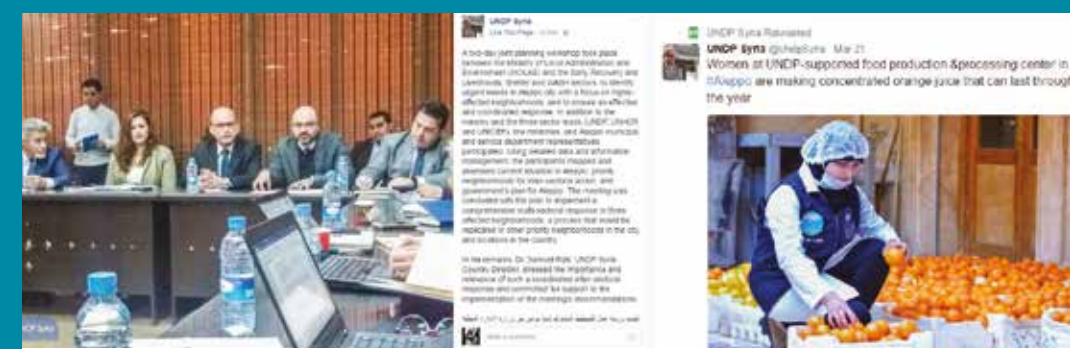 UNDP Syria
Like This Page
A two-day joint planning workshop took place
between the Ministry of Local Administration and
Environment (MOLAE) and the Early Recovery and
Livelihoods, Shelter and WASH sectors, to identify
urgent needs in Aleppo city with a focus on highly-
affected neighborhoods, and to ensure an effective
and coordinated response. In addition to the
ministry and the three sector leads (UNDP, UNHCR
and UNICEF), line ministries, and Aleppo municipal
and service department representatives
participated. Using detailed data and information
management, the participants mapped and
current situation in Aleppo, priority
neighborhoods for inter-sectoral action, and
government's plan for Aleppo. The meeting was
concluded with the plan to implement a
comprehensive multi-sectoral response in three
affected neighborhoods, a process that would be
replicated in other priority neighborhoods in the city
and locations in the country.
In his remarks, Dr. Samuel Rizk, UNDP Syria
Country Director, stressed the importance and
relevance of such a coordinated inter-sectoral
response and committed full support to the
implementation of the meeting's recommendations.
Write a comment...
UNDP Syria Retweeted
UNDP Syria Mar 21
Women at UNDP-supported food production &processing center in
#Aleppo are making concentrated orange juice that can last through
the year
UNDP Syria